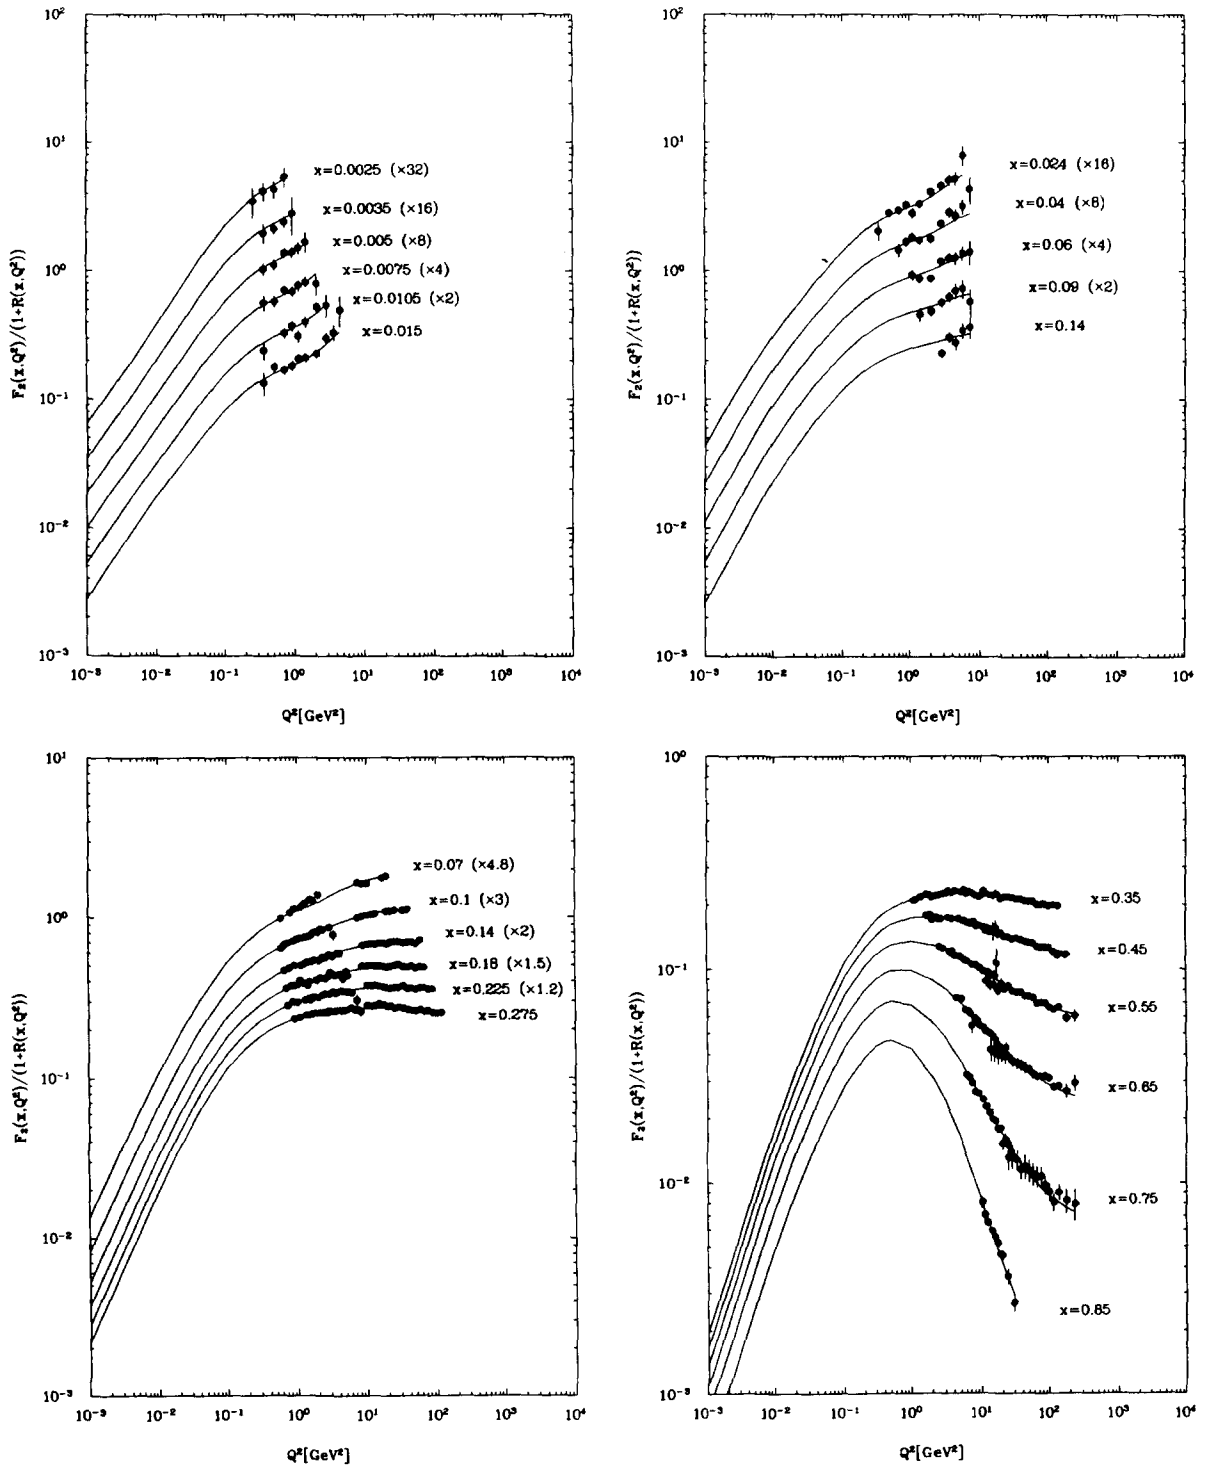 10²
10¹
10⁰
10⁻¹
10⁻²
10⁻³
F₂(x,Q²)/(1+R(x,Q²))
x=0.0025 (×32)
x=0.0035 (×16)
x=0.005 (×8)
x=0.0075 (×4)
x=0.0105 (×2)
x=0.015
10⁻³ 10⁻² 10⁻¹ 10⁰ 10¹ 10² 10³ 10⁴
Q²[GeV²]
10²
10¹
10⁰
10⁻¹
10⁻²
10⁻³
F₂(x,Q²)/(1+R(x,Q²))
x=0.024 (×16)
x=0.04 (×8)
x=0.06 (×4)
x=0.09 (×2)
x=0.14
10⁻³ 10⁻² 10⁻¹ 10⁰ 10¹ 10² 10³ 10⁴
Q²[GeV²]
10¹
10⁰
10⁻¹
10⁻²
10⁻³
F₂(x,Q²)/(1+R(x,Q²))
x=0.07 (×4.8)
x=0.1 (×3)
x=0.14 (×2)
x=0.18 (×1.5)
x=0.225 (×1.2)
x=0.275
10⁻³ 10⁻² 10⁻¹ 10⁰ 10¹ 10² 10³ 10⁴
Q²[GeV²]
10⁰
10⁻¹
10⁻²
10⁻³
F₂(x,Q²)/(1+R(x,Q²))
x=0.35
x=0.45
x=0.55
x=0.65
x=0.75
x=0.85
10⁻³ 10⁻² 10⁻¹ 10⁰ 10¹ 10² 10³ 10⁴
Q²[GeV²]